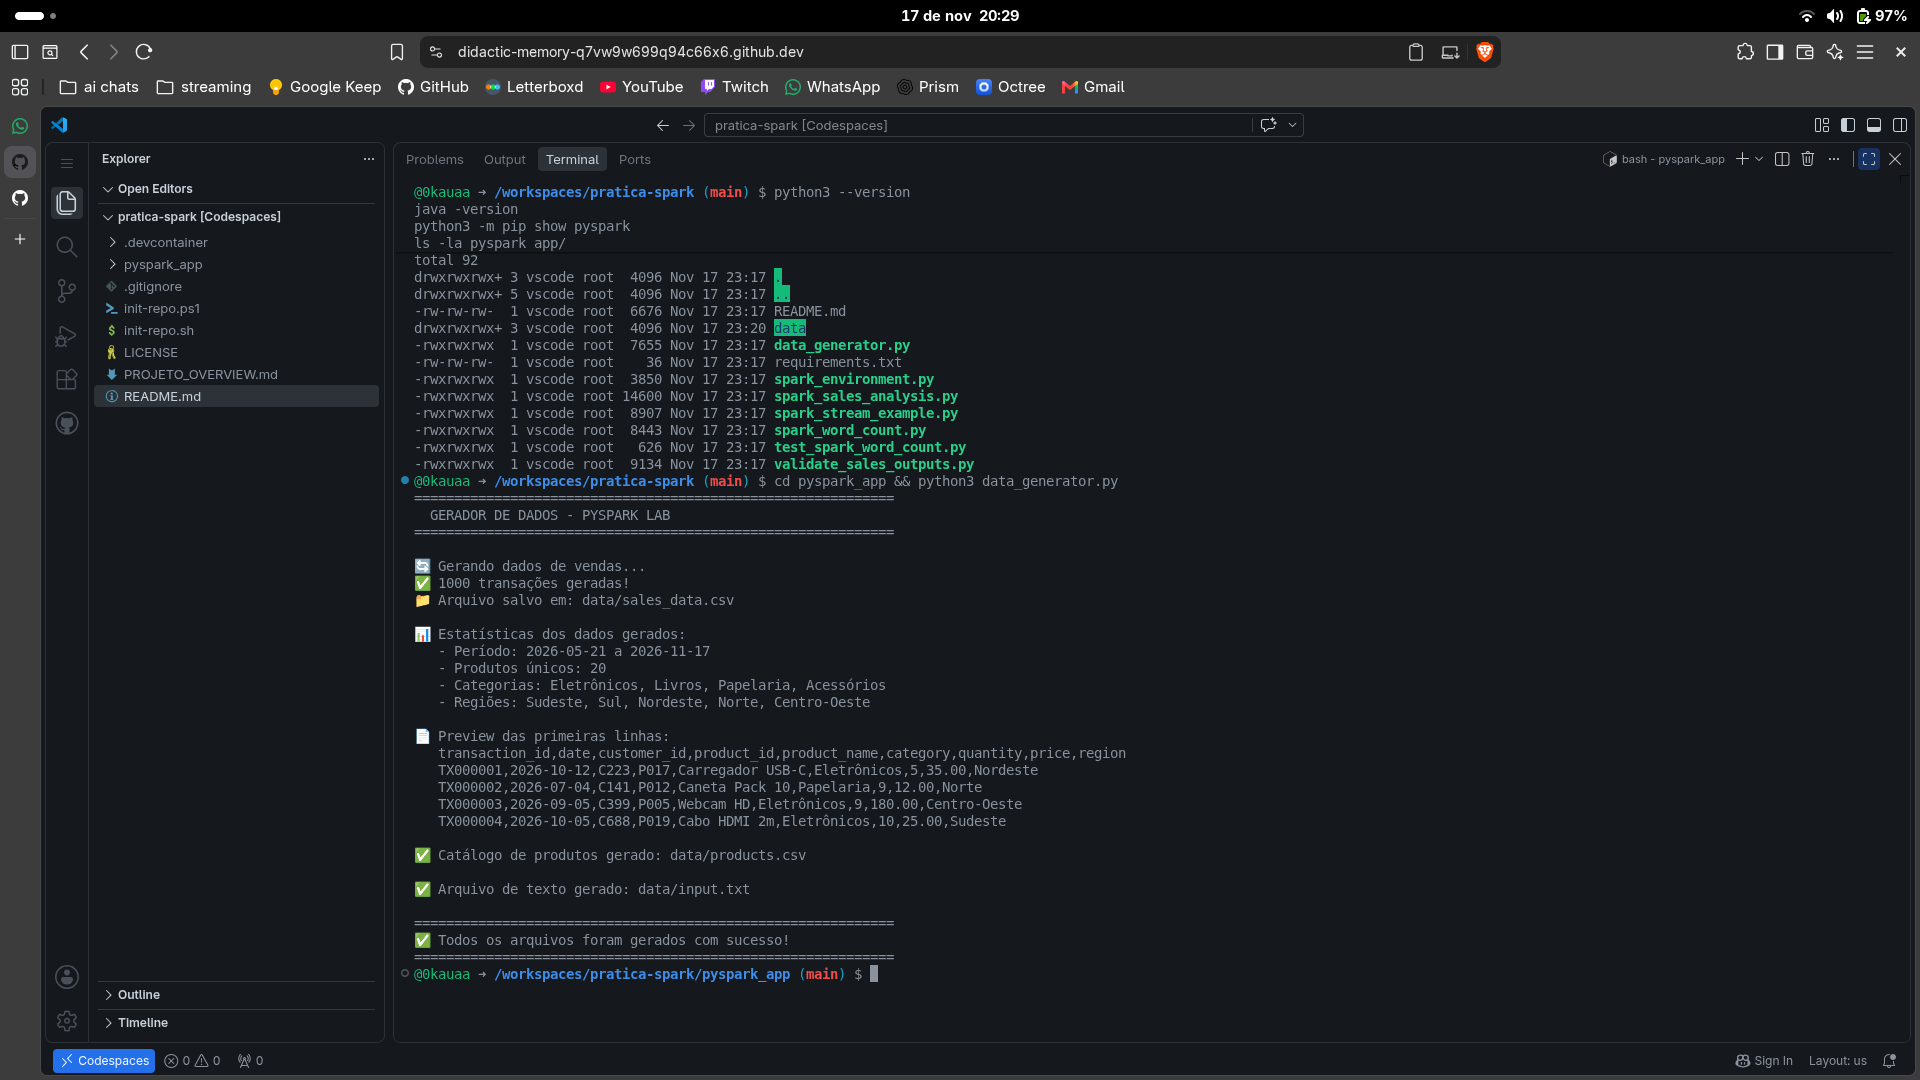 17 de nov 20:29
97%
didactic-memory-q7vw9w699q94c66x6.github.dev
ai chats
streaming
Google Keep
GitHub
Letterboxd
YouTube
Twitch
WhatsApp
Prism
Octree
Gmail
pratica-spark [Codespaces]
Explorer
Open Editors
pratica-spark [Codespaces]
.devcontainer
pyspark_app
.gitignore
init-repo.ps1
init-repo.sh
LICENSE
PROJETO_OVERVIEW.md
README.md
Outline
Timeline
Problems Output Terminal Ports
bash - pyspark_app
@0kauaa → /workspaces/pratica-spark (main) $ python3 --version
java -version
python3 -m pip show pyspark
ls -la pyspark app/
total 92
drwxrwxrwx+ 3 vscode root 4096 Nov 17 23:17 .
drwxrwxrwx+ 5 vscode root 4096 Nov 17 23:17 ..
-rw-rw-rw- 1 vscode root 6676 Nov 17 23:17 README.md
drwxrwxrwx+ 3 vscode root 4096 Nov 17 23:20 data
-rwxrwxrwx 1 vscode root 7655 Nov 17 23:17 data_generator.py
-rw-rw-rw- 1 vscode root 36 Nov 17 23:17 requirements.txt
-rwxrwxrwx 1 vscode root 3850 Nov 17 23:17 spark_environment.py
-rwxrwxrwx 1 vscode root 14600 Nov 17 23:17 spark_sales_analysis.py
-rwxrwxrwx 1 vscode root 8907 Nov 17 23:17 spark_stream_example.py
-rwxrwxrwx 1 vscode root 8443 Nov 17 23:17 spark_word_count.py
-rwxrwxrwx 1 vscode root 626 Nov 17 23:17 test_spark_word_count.py
-rwxrwxrwx 1 vscode root 9134 Nov 17 23:17 validate_sales_outputs.py
@0kauaa → /workspaces/pratica-spark (main) $ cd pyspark_app && python3 data_generator.py
============================================================
GERADOR DE DADOS - PYSPARK LAB
============================================================
🔄 Gerando dados de vendas...
✅ 1000 transações geradas!
📁 Arquivo salvo em: data/sales_data.csv
📊 Estatísticas dos dados gerados:
- Período: 2026-05-21 a 2026-11-17
- Produtos únicos: 20
- Categorias: Eletrônicos, Livros, Papelaria, Acessórios
- Regiões: Sudeste, Sul, Nordeste, Norte, Centro-Oeste
📄 Preview das primeiras linhas:
transaction_id,date,customer_id,product_id,product_name,category,quantity,price,region
TX000001,2026-10-12,C223,P017,Carregador USB-C,Eletrônicos,5,35.00,Nordeste
TX000002,2026-07-04,C141,P012,Caneta Pack 10,Papelaria,9,12.00,Norte
TX000003,2026-09-05,C399,P005,Webcam HD,Eletrônicos,9,180.00,Centro-Oeste
TX000004,2026-10-05,C688,P019,Cabo HDMI 2m,Eletrônicos,10,25.00,Sudeste
✅ Catálogo de produtos gerado: data/products.csv
✅ Arquivo de texto gerado: data/input.txt
============================================================
✅ Todos os arquivos foram gerados com sucesso!
============================================================
@0kauaa → /workspaces/pratica-spark/pyspark_app (main) $
Codespaces 0 0 0
Sign In Layout: us